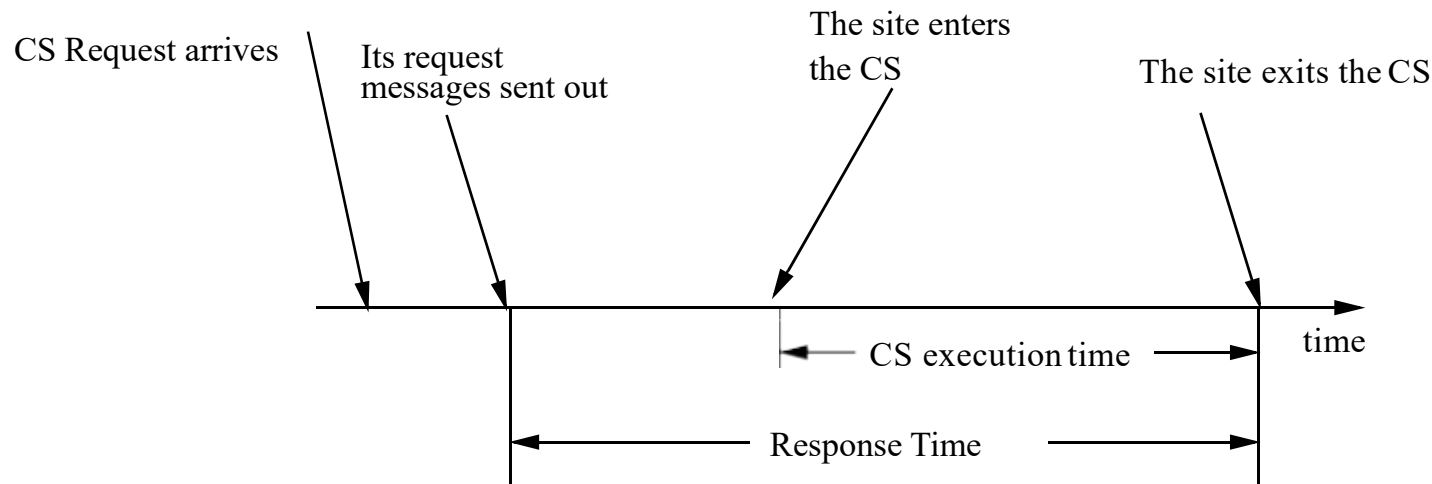 CS Request arrives
Its request
messages sent out
The site enters
the CS
The site exits the CS
time
CS execution time
Response Time